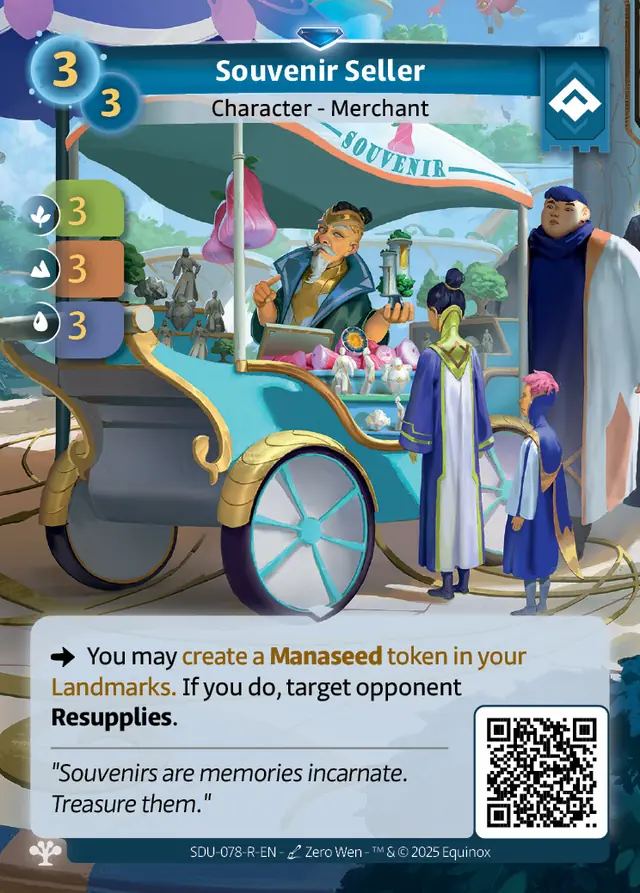 3
Souvenir Seller
3
Character - Merchant
SOUVENIR
3
3
3
You may create a Manaseed token in your
Landmarks. If you do, target opponent
Resupplies.
"Souvenirs are memories incarnate.
Treasure them."
SDU-078-R-EN - Zero Wen - ™ & © 2025 Equinox